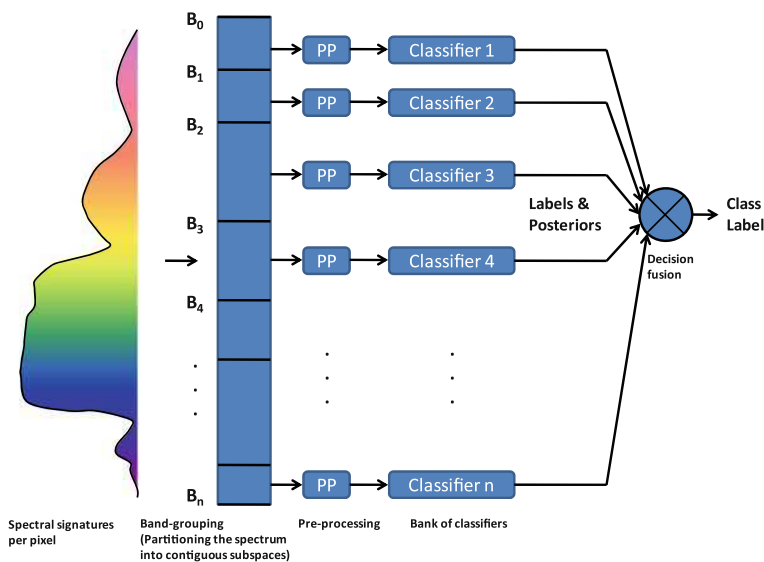 B0
PP
Classifier 1
B1
PP
Classifier 2
B2
PP
Classifier 3
Labels &
Posteriors
Class
Label
B3
PP
Classifier 4
Decision
fusion
B4
PP
Classifier n
Bn
Spectral signatures
per pixel
Band-grouping
(Partitioning the spectrum
into contiguous subspaces)
Pre-processing
Bank of classifiers